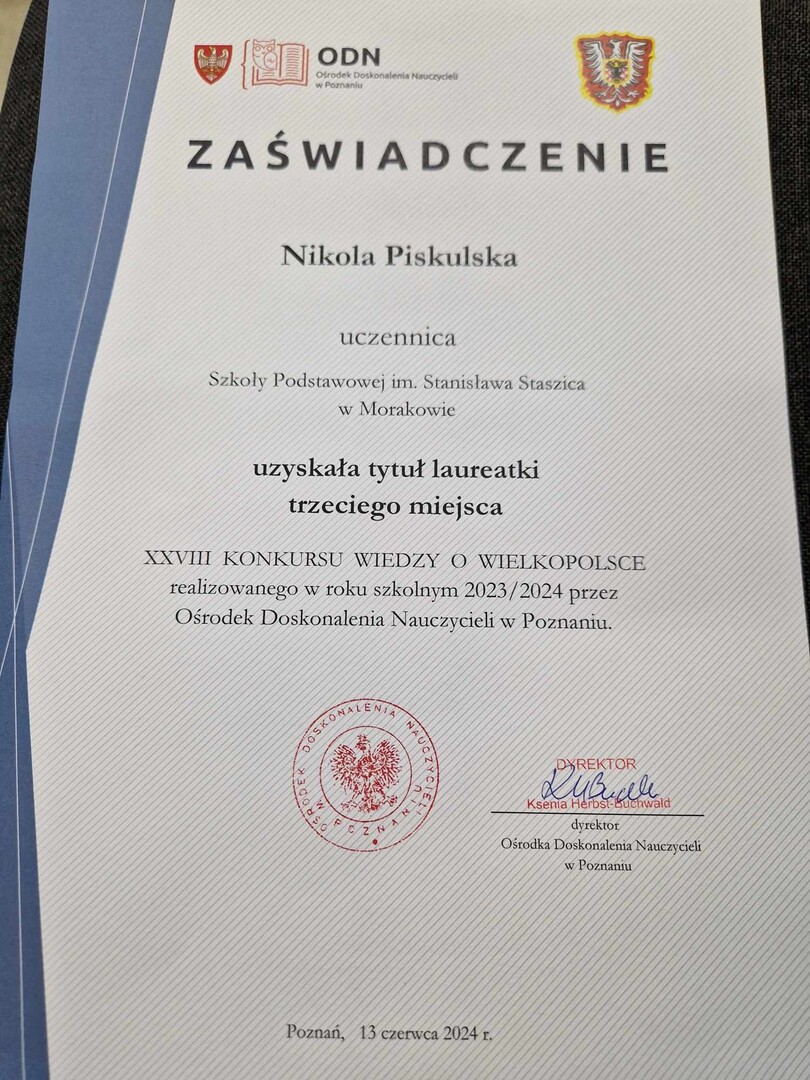 ODN
Ośrodek Doskonalenia Nauczycieli
w Poznaniu
ZAŚWIADCZENIE
Nikola Piskulska
uczennica
Szkoły Podstawowej im. Stanisława Staszica
w Morakowie
uzyskała tytuł laureatki
trzeciego miejsca
XXVIII KONKURSU WIEDZY O WIELKOPOLSCE
realizowanego w roku szkolnym 2023/2024 przez
Ośrodek Doskonalenia Nauczycieli w Poznaniu.
OŚRODEK DOSKONALENIA NAUCZYCIELI
W POZNANIU
DYREKTOR
Ksenia Herbst-Buchwald
dyrektor
Ośrodka Doskonalenia Nauczycieli
w Poznaniu
Poznań, 13 czerwca 2024 r.